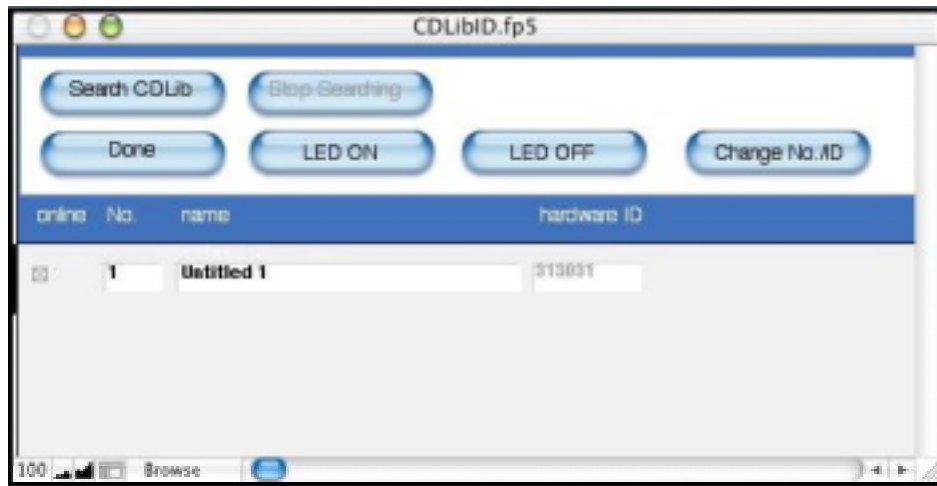 CDLibID.fp5
Search CDLib Stop Searching
Done LED ON LED OFF Change No./ID
online No. name hardware ID
1 Untitled 1 313031
100 Browse